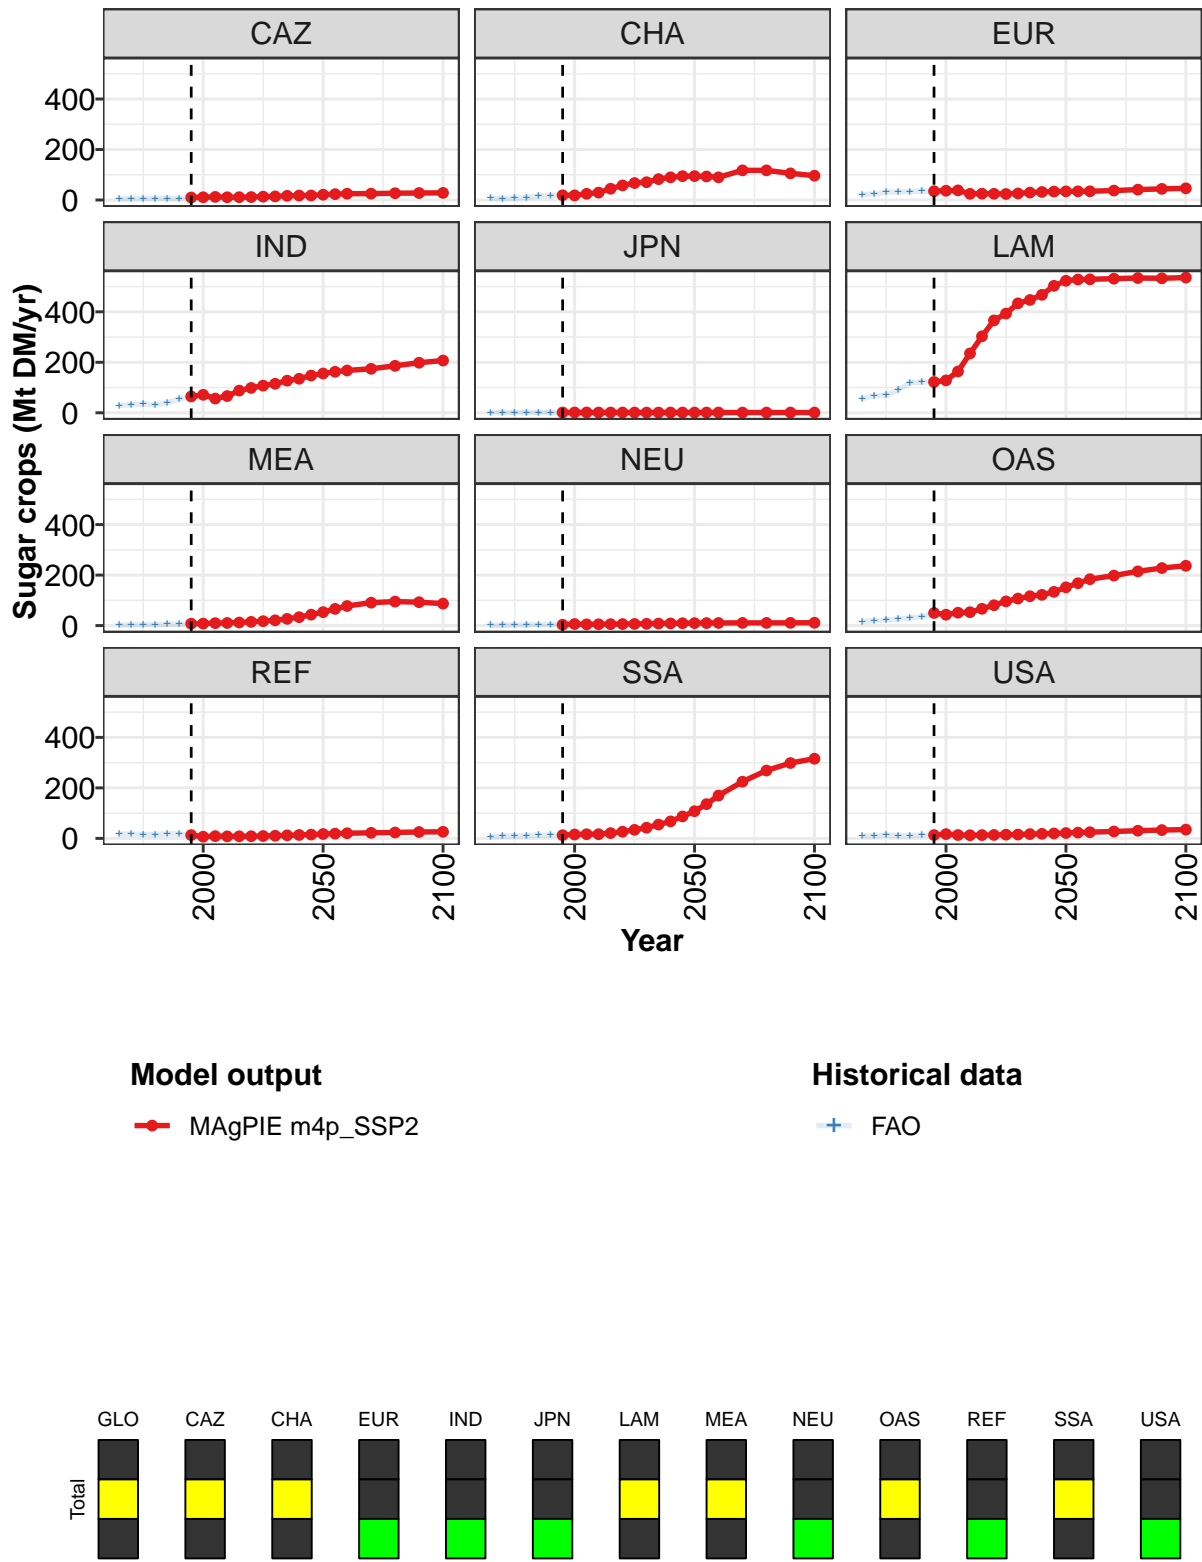 CAZ CHA EUR
400
200
0
IND JPN LAM
400
200
0
MEA NEU OAS
400
200
0
REF SSA USA
400
200
0
Sugar crops (Mt DM/yr)
2000 2050 2100 2000 2050 2100 2000 2050 2100
Year
Model output Historical data
MAgPIE m4p_SSP2 FAO
GLO CAZ CHA EUR IND JPN LAM MEA NEU OAS REF SSA USA
Total